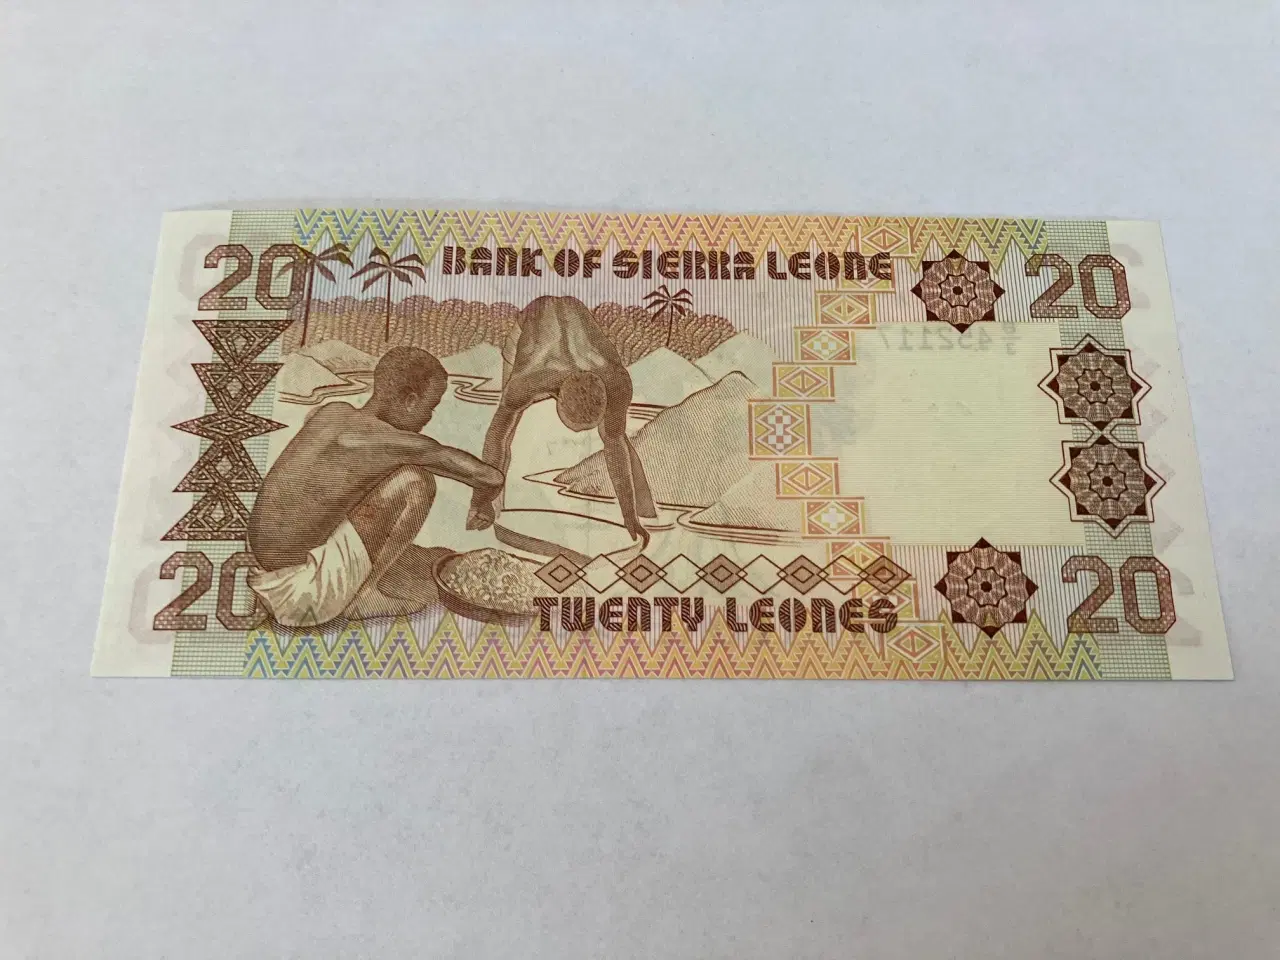 20 BANK OF SIERRA LEONE 20
20 TWENTY LEONES 20